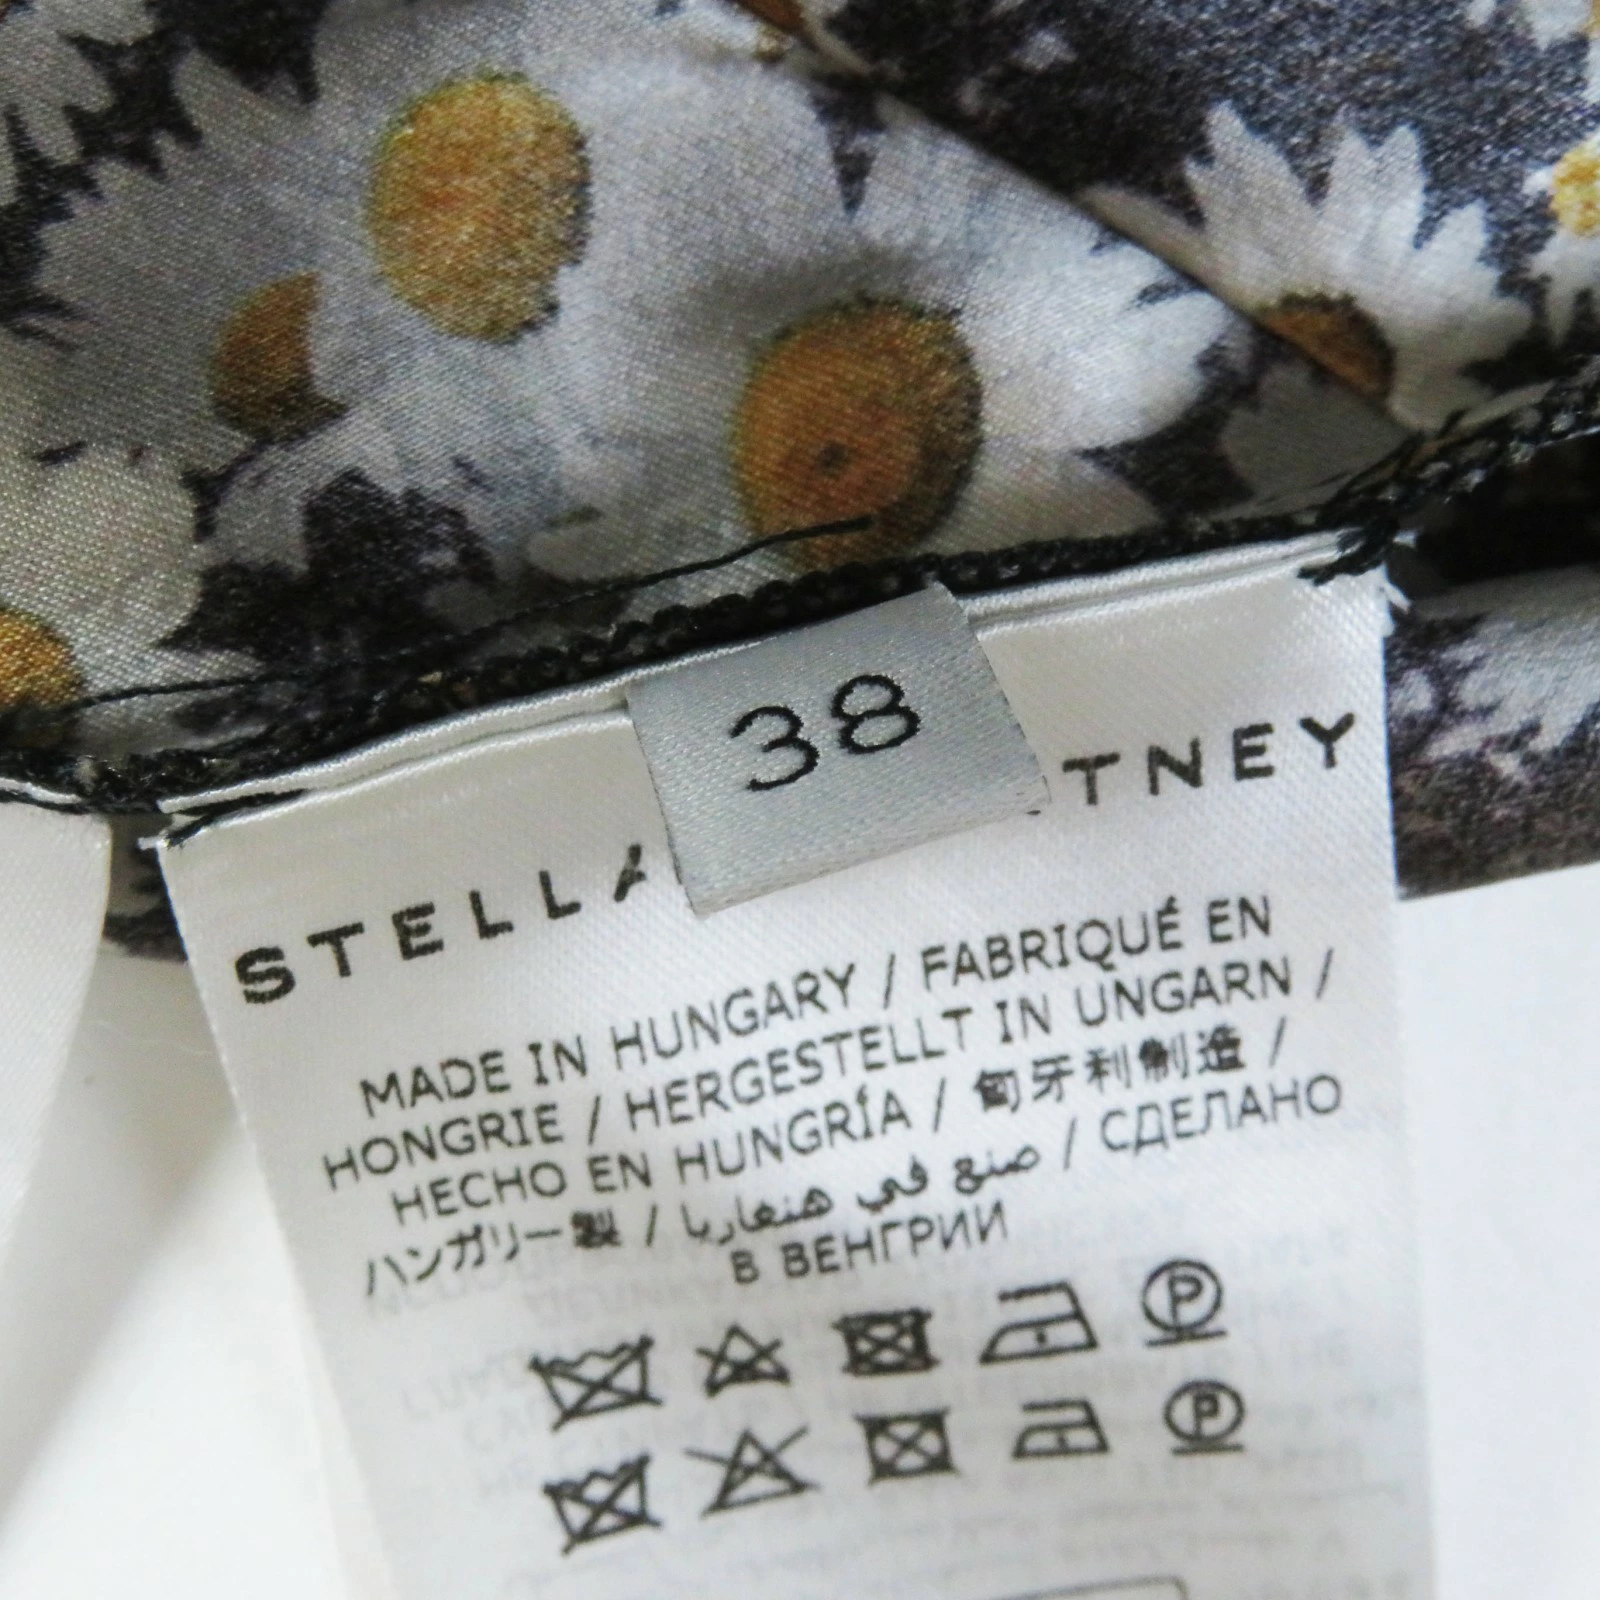 38
STELLA TNEY
MADE IN HUNGARY / FABRIQUÉ EN
HONGRIE / HERGESTELLT IN UNGARN /
HECHO EN HUNGRÍA / 匈牙利制造 /
ハンガリー製 / صنع في هنغاريا / СДЕЛАНО
В ВЕНГРИИ
P
P